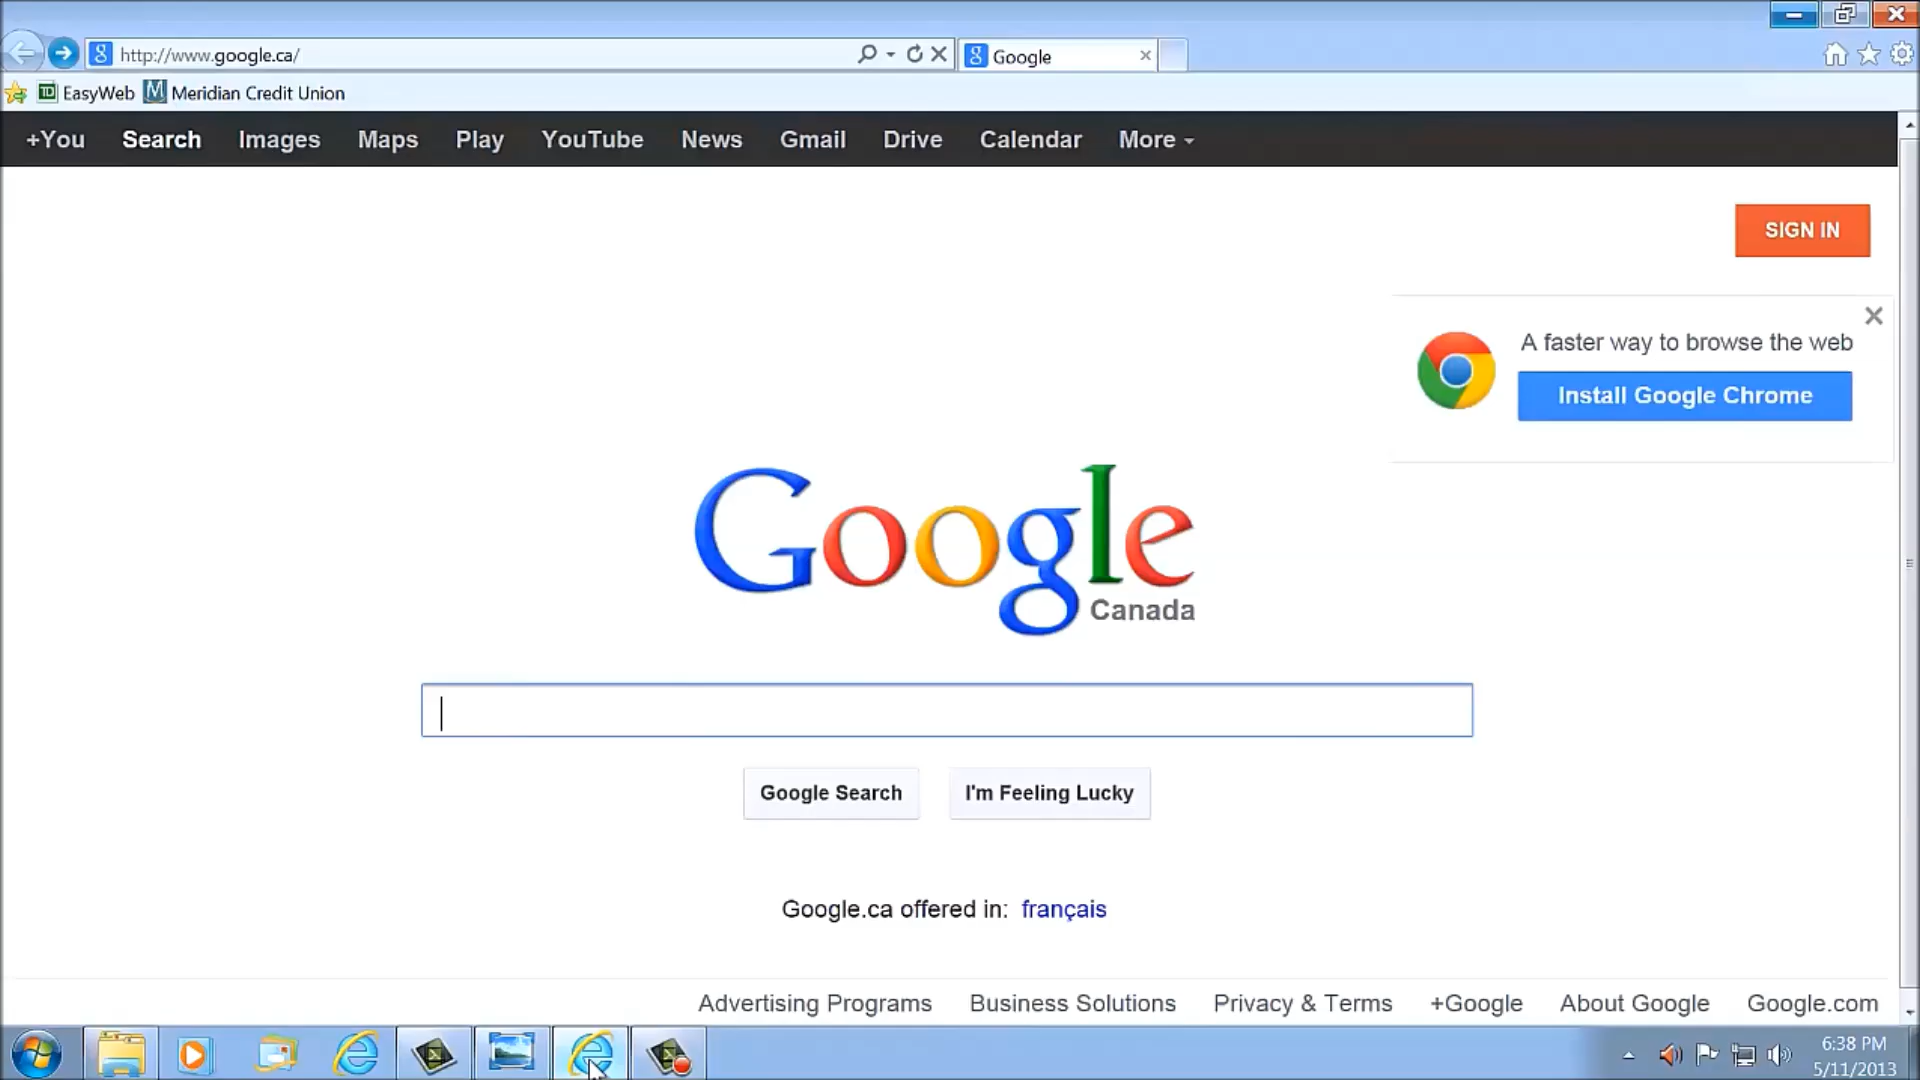 http://www.google.ca/
Google
EasyWeb Meridian Credit Union
+You Search Images Maps Play YouTube News Gmail Drive Calendar More
SIGN IN
A faster way to browse the web
Install Google Chrome
Google
Canada
Google Search I'm Feeling Lucky
Google.ca offered in: français
Advertising Programs Business Solutions Privacy & Terms +Google About Google Google.com
6:38 PM
5/11/2013